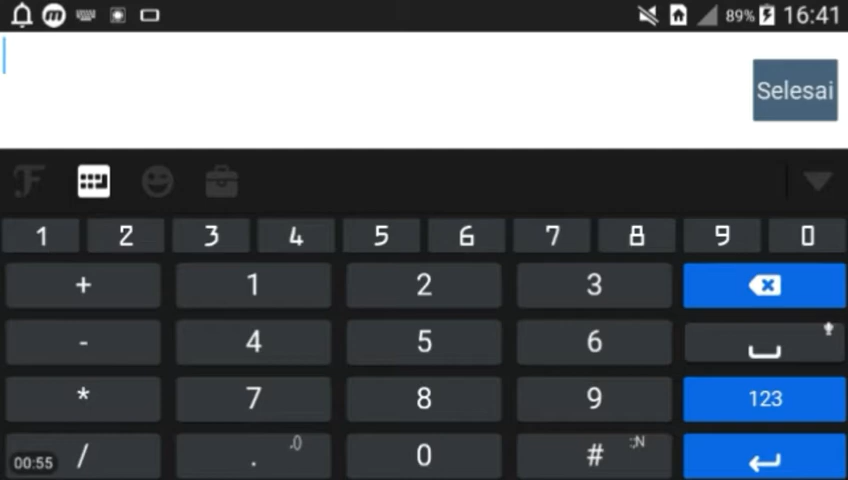 89% 16:41
Selesai
1 2 3 4 5 6 7 8 9 0
+ 1 2 3
- 4 5 6
* 7 8 9 123
00:55 / . .() 0 # :;N